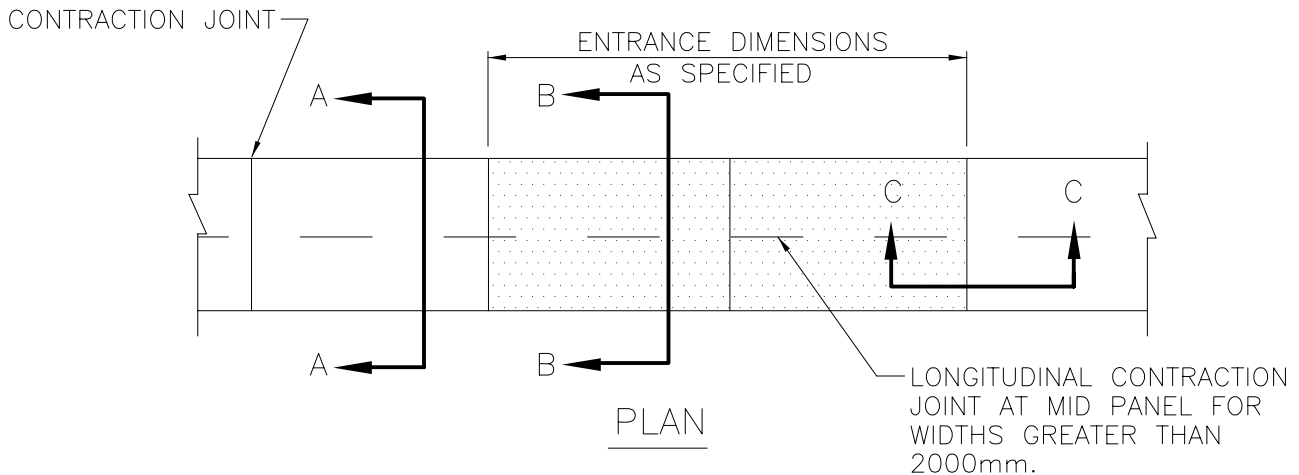 CONTRACTION JOINT
ENTRANCE DIMENSIONS
AS SPECIFIED
A
B
C
C
A
B
LONGITUDINAL CONTRACTION
JOINT AT MID PANEL FOR
WIDTHS GREATER THAN
2000mm.
PLAN